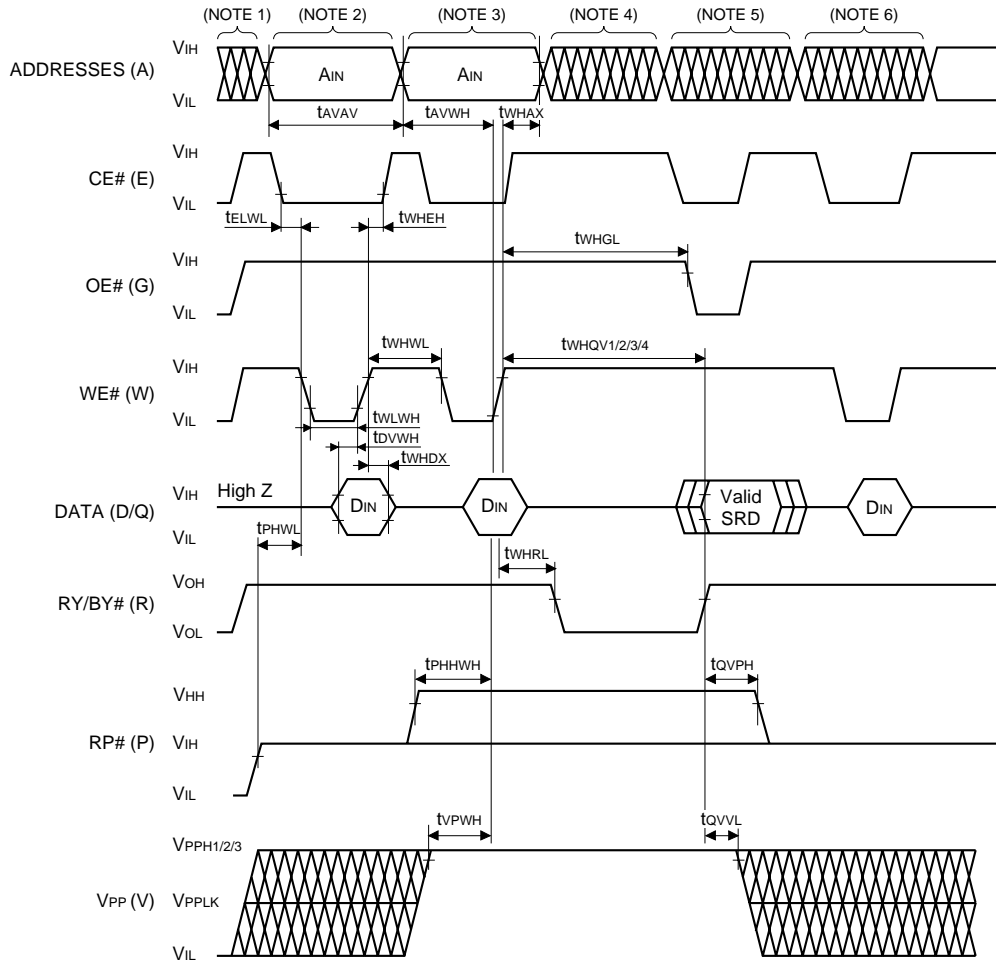 (NOTE 1) (NOTE 2) (NOTE 3) (NOTE 4) (NOTE 5) (NOTE 6)
ADDRESSES (A)
VIH
VIL
AIN
AIN
tAVAV
tAVWH
tWHAX
CE# (E)
VIH
VIL
tELWL
tWHEH
OE# (G)
VIH
VIL
tWHGL
WE# (W)
VIH
VIL
tWHWL
tWHQV1/2/3/4
tWLWH
tDVWH
tWHDX
DATA (D/Q)
VIH
VIL
High Z
DIN
DIN
Valid
SRD
DIN
tPHWL
tWHRL
RY/BY# (R)
VOH
VOL
RP# (P)
VHH
VIH
VIL
tPHHWH
tQVPH
VPP (V)
VPPH1/2/3
VPPLK
VIL
tVPWH
tQVVL